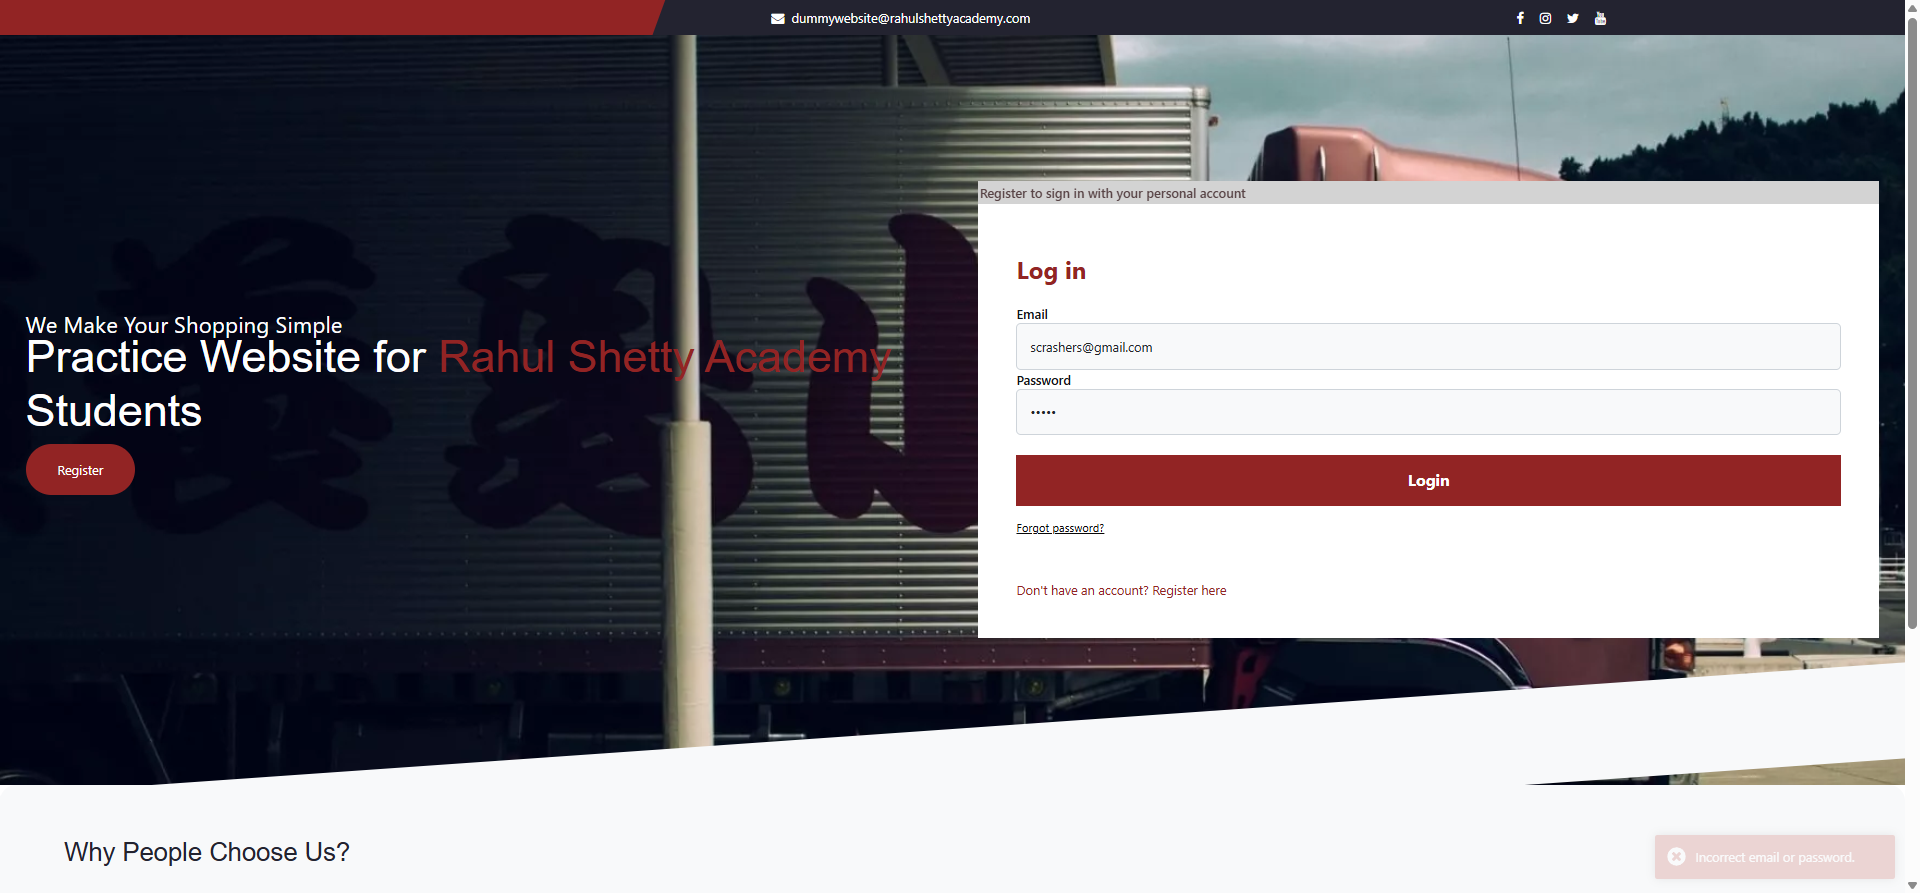 dummywebsite@rahulshettyacademy.com
We Make Your Shopping Simple
Practice Website for Rahul Shetty Academy
Students
Register
Register to sign in with your personal account
Log in
Email
scrashers@gmail.com
Password
•••••
Login
Forgot password?
Don't have an account? Register here
Why People Choose Us?
Incorrect email or password.